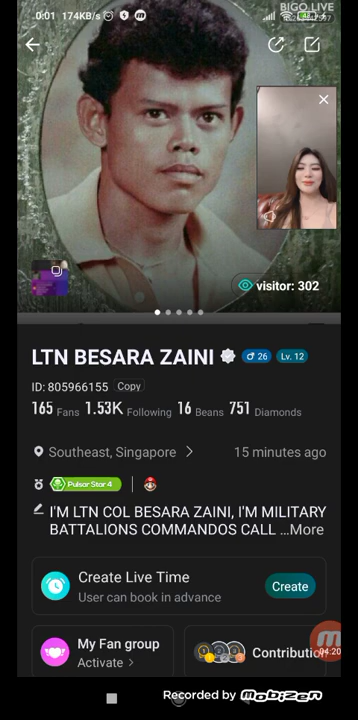 0:01 174KB/s
BIGO LIVE
visitor: 302
LTN BESARA ZAINI 26 Lv. 12
ID: 805966155 Copy
165 Fans 1.53K Following 16 Beans 751 Diamonds
Southeast, Singapore 15 minutes ago
Pulsar Star 4
I'M LTN COL BESARA ZAINI, I'M MILITARY
BATTALIONS COMMANDOS CALL ...More
Create Live Time
User can book in advance
Create
My Fan group
Activate
04:20
Recorded by mobizen